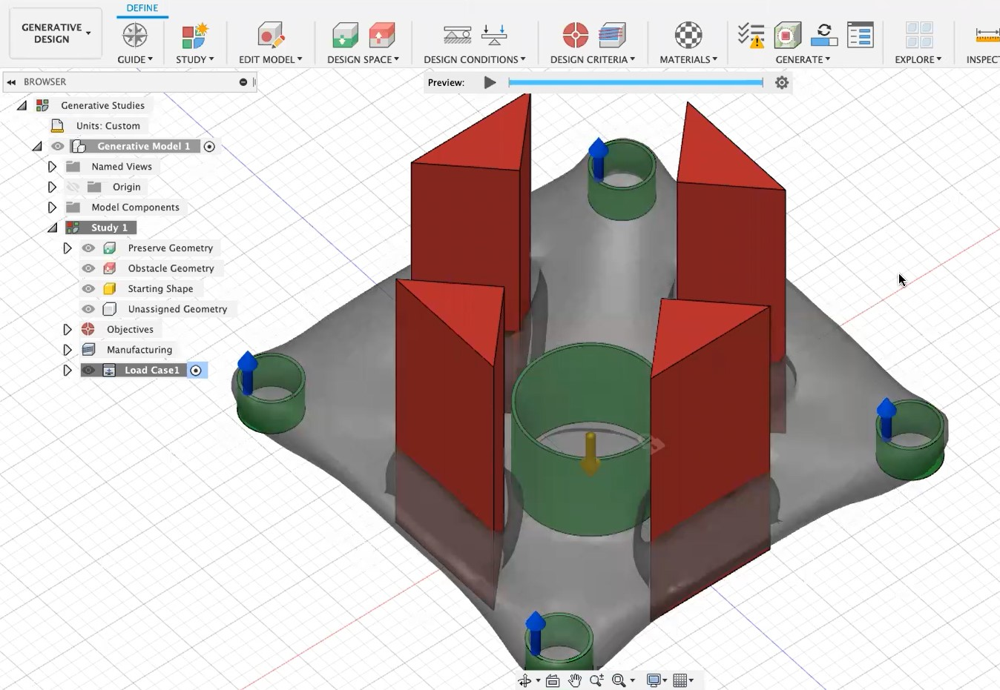 DEFINE
GENERATIVE
DESIGN
GUIDE
STUDY
EDIT MODEL
DESIGN SPACE
DESIGN CONDITIONS
DESIGN CRITERIA
MATERIALS
GENERATE
EXPLORE
INSPECT
BROWSER
Preview:
Generative Studies
Units: Custom
Generative Model 1
Named Views
Origin
Model Components
Study 1
Preserve Geometry
Obstacle Geometry
Starting Shape
Unassigned Geometry
Objectives
Manufacturing
Load Case1